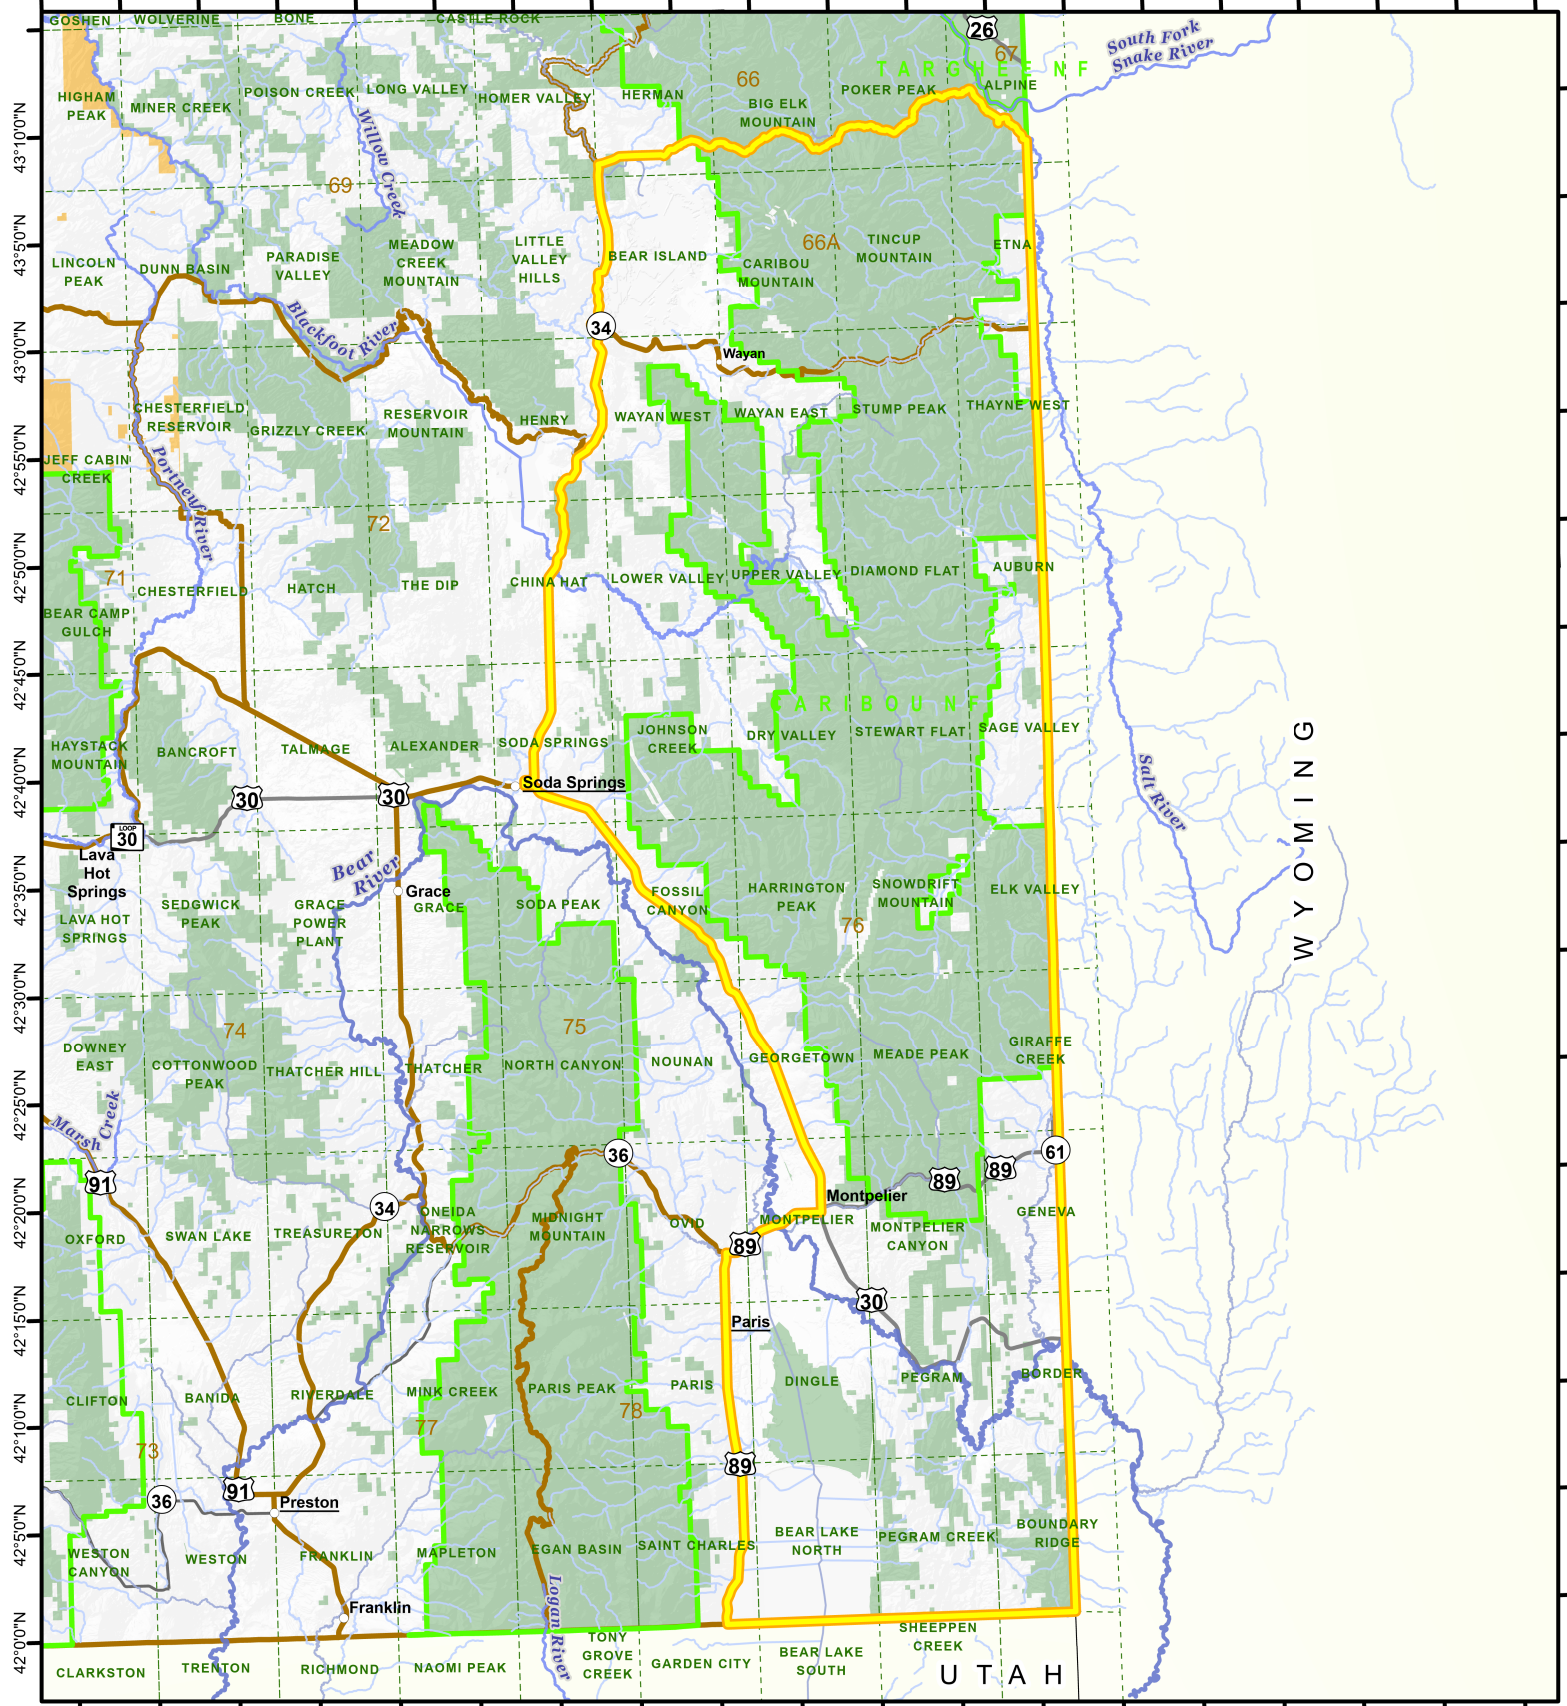 GOSHEN
WOLVERINE
BONE
CASTLE ROCK
26
South Fork
Snake River
67
TARGHEE NF
66
HIGHAM
PEAK
MINER CREEK
POISON CREEK
LONG VALLEY
HOMER VALLEY
HERMAN
BIG ELK
MOUNTAIN
POKER PEAK
ALPINE
43°10'0"N
Willow Creek
69
43°5'0"N
LINCOLN
PEAK
DUNN BASIN
PARADISE
VALLEY
MEADOW
CREEK
MOUNTAIN
LITTLE
VALLEY
HILLS
BEAR ISLAND
66A
CARIBOU
MOUNTAIN
TINCUP
MOUNTAIN
ETNA
Blackfoot River
34
43°0'0"N
Wayan
CHESTERFIELD
RESERVOIR
GRIZZLY CREEK
RESERVOIR
MOUNTAIN
HENRY
WAYAN WEST
WAYAN EAST
STUMP PEAK
THAYNE WEST
42°55'0"N
JEFF CABIN
CREEK
Portneuf River
72
42°50'0"N
71
CHESTERFIELD
HATCH
THE DIP
CHINA HAT
LOWER VALLEY
UPPER VALLEY
DIAMOND FLAT
AUBURN
BEAR CAMP
GULCH
42°45'0"N
CARIBOU NF
HAYSTACK
MOUNTAIN
BANCROFT
TALMAGE
ALEXANDER
SODA SPRINGS
JOHNSON
CREEK
DRY VALLEY
STEWART FLAT
SAGE VALLEY
WYOMING
Salt River
42°40'0"N
30
30
Soda Springs
LOOP
30
Lava
Hot
Springs
Bear
River
Grace
42°35'0"N
LAVA HOT
SPRINGS
SEDGWICK
PEAK
GRACE
POWER
PLANT
GRACE
SODA PEAK
FOSSIL
CANYON
HARRINGTON
PEAK
SNOWDRIFT
MOUNTAIN
ELK VALLEY
76
42°30'0"N
74
75
DOWNEY
EAST
COTTONWOOD
PEAK
THATCHER HILL
THATCHER
NORTH CANYON
NOUNAN
GEORGETOWN
MEADE PEAK
GIRAFFE
CREEK
42°25'0"N
Marsh Creek
91
36
61
89
89
Montpelier
42°20'0"N
34
OXFORD
SWAN LAKE
TREASURETON
ONEIDA
NARROWS
RESERVOIR
MIDNIGHT
MOUNTAIN
OVID
MONTPELIER
MONTPELIER
CANYON
GENEVA
89
30
42°15'0"N
Paris
CLIFTON
BANIDA
RIVERDALE
MINK CREEK
PARIS PEAK
PARIS
DINGLE
PEGRAM
BORDER
42°10'0"N
77
78
73
89
91
36
Preston
42°5'0"N
WESTON
CANYON
WESTON
FRANKLIN
MAPLETON
EGAN BASIN
SAINT CHARLES
BEAR LAKE
NORTH
PEGRAM CREEK
BOUNDARY
RIDGE
Franklin
Logan River
42°0'0"N
CLARKSTON
TRENTON
RICHMOND
NAOMI PEAK
TONY
GROVE
CREEK
GARDEN CITY
BEAR LAKE
SOUTH
SHEEPPEN
CREEK
UTAH